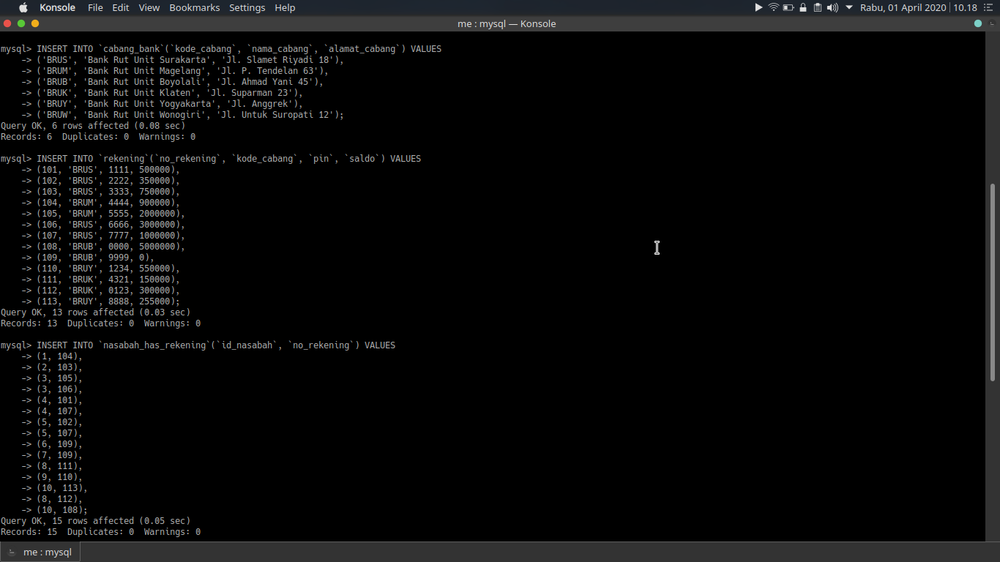 Konsole File Edit View Bookmarks Settings Help Rabu, 01 April 2020 10.18
me : mysql — Konsole
mysql> INSERT INTO `cabang_bank`(`kode_cabang`, `nama_cabang`, `alamat_cabang`) VALUES
    -> ('BRUS', 'Bank Rut Unit Surakarta', 'Jl. Slamet Riyadi 18'),
    -> ('BRUM', 'Bank Rut Unit Magelang', 'Jl. P. Tendelan 63'),
    -> ('BRUB', 'Bank Rut Unit Boyolali', 'Jl. Ahmad Yani 45'),
    -> ('BRUK', 'Bank Rut Unit Klaten', 'Jl. Suparman 23'),
    -> ('BRUY', 'Bank Rut Unit Yogyakarta', 'Jl. Anggrek'),
    -> ('BRUW', 'Bank Rut Unit Wonogiri', 'Jl. Untuk Suropati 12');
Query OK, 6 rows affected (0.08 sec)
Records: 6  Duplicates: 0  Warnings: 0
mysql> INSERT INTO `rekening`(`no_rekening`, `kode_cabang`, `pin`, `saldo`) VALUES
    -> (101, 'BRUS', 1111, 500000),
    -> (102, 'BRUS', 2222, 350000),
    -> (103, 'BRUS', 3333, 750000),
    -> (104, 'BRUM', 4444, 900000),
    -> (105, 'BRUM', 5555, 2000000),
    -> (106, 'BRUS', 6666, 3000000),
    -> (107, 'BRUS', 7777, 1000000),
    -> (108, 'BRUB', 0000, 5000000),
    -> (109, 'BRUB', 9999, 0),
    -> (110, 'BRUY', 1234, 550000),
    -> (111, 'BRUK', 4321, 150000),
    -> (112, 'BRUK', 0123, 300000),
    -> (113, 'BRUY', 8888, 255000);
Query OK, 13 rows affected (0.03 sec)
Records: 13  Duplicates: 0  Warnings: 0
mysql> INSERT INTO `nasabah_has_rekening`(`id_nasabah`, `no_rekening`) VALUES
    -> (1, 104),
    -> (2, 103),
    -> (3, 105),
    -> (3, 106),
    -> (4, 101),
    -> (4, 107),
    -> (5, 102),
    -> (5, 107),
    -> (6, 109),
    -> (7, 109),
    -> (8, 111),
    -> (9, 110),
    -> (10, 113),
    -> (8, 112),
    -> (10, 108);
Query OK, 15 rows affected (0.05 sec)
Records: 15  Duplicates: 0  Warnings: 0
me : mysql